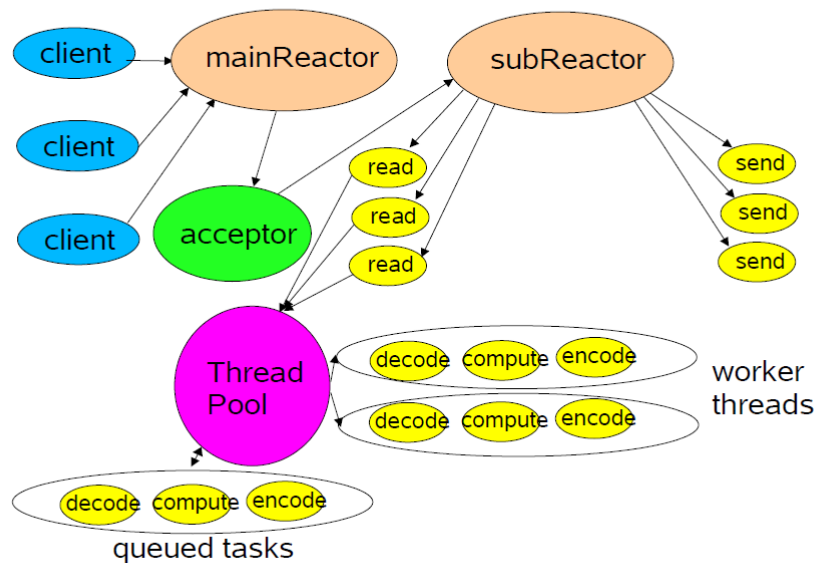 client
mainReactor
subReactor
client
read
send
read
send
client
acceptor
read
send
Thread
Pool
decode compute encode
worker
threads
decode compute encode
decode compute encode
queued tasks